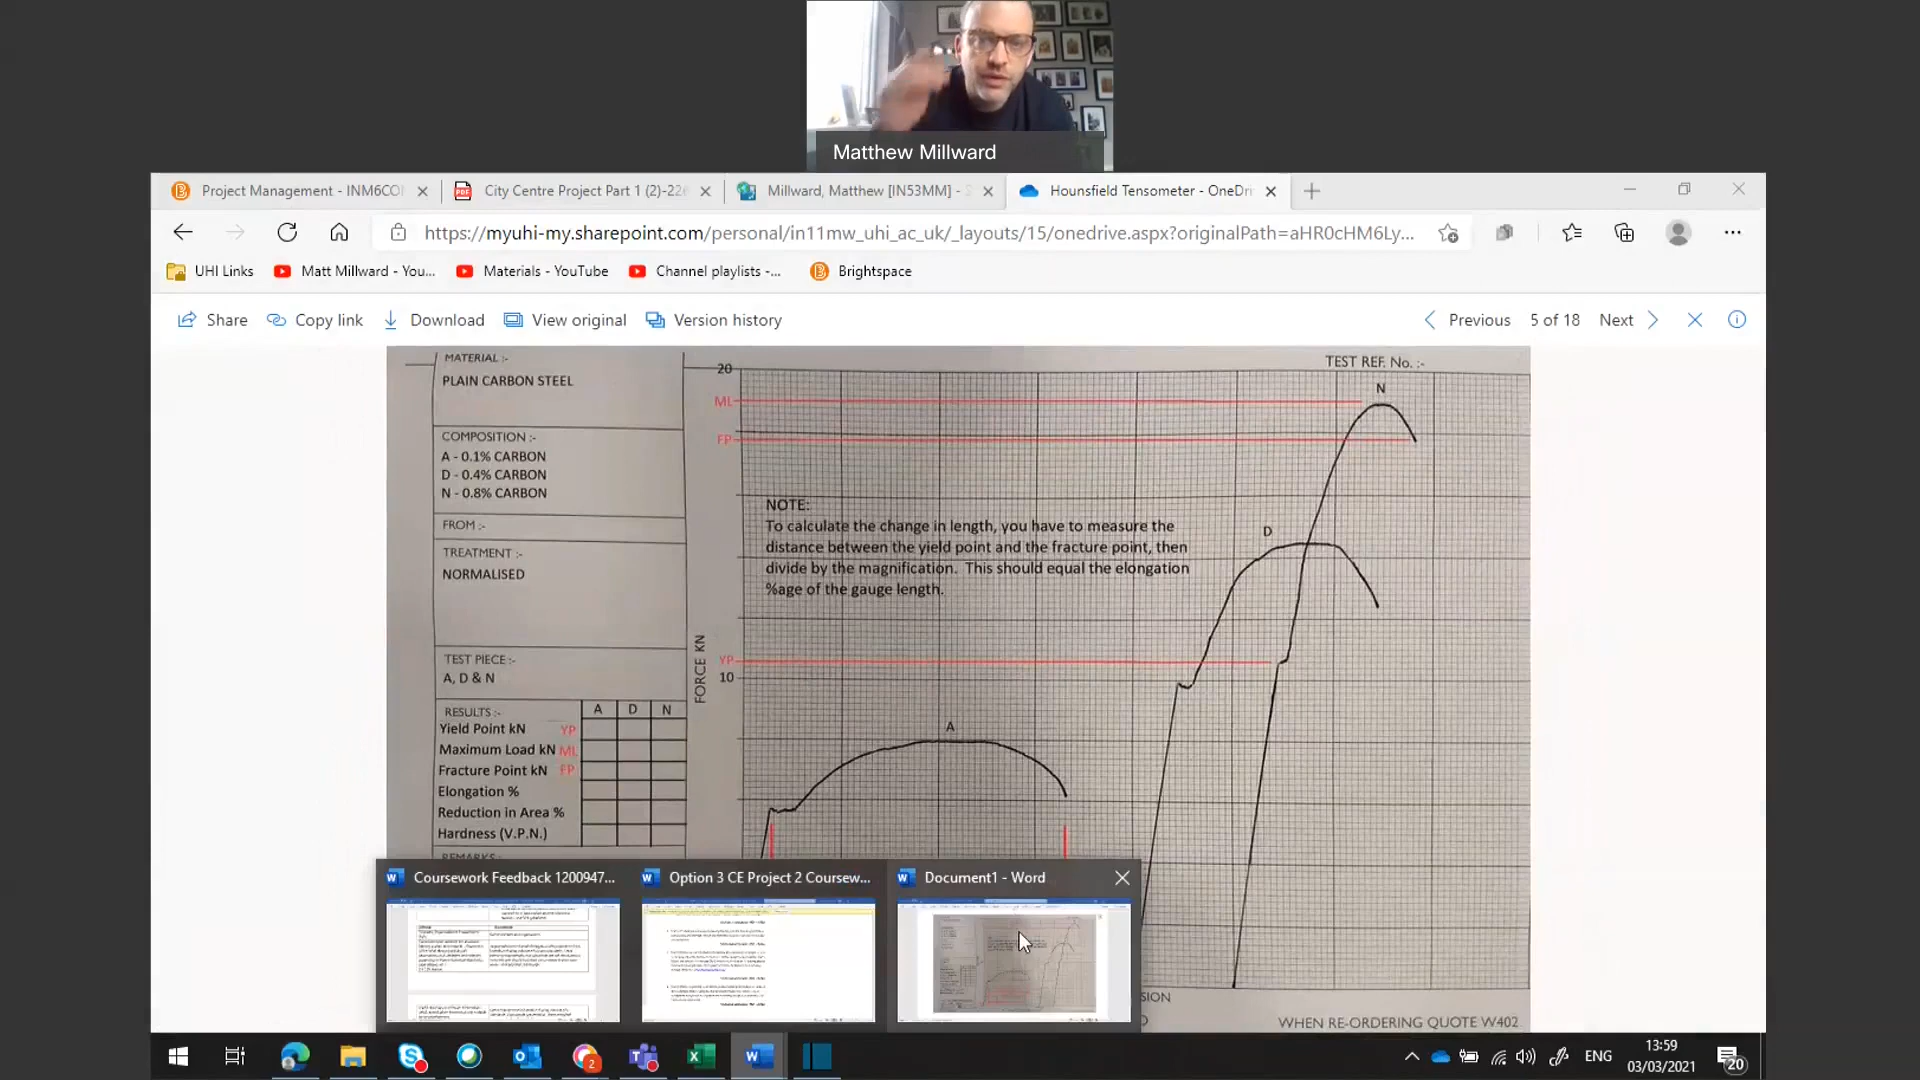 Matthew Millward
Project Management - INM6CO
City Centre Project Part 1 (2)-22
Millward, Matthew [IN53MM] -
Hounsfield Tensometer - OneDri
https://myuhi-my.sharepoint.com/personal/in11mw_uhi_ac_uk/_layouts/15/onedrive.aspx?originalPath=aHR0cHM6Ly...
UHI Links
Matt Millward - You...
Materials - YouTube
Channel playlists -...
Brightspace
Share
Copy link
Download
View original
Version history
Previous
5 of 18
Next
MATERIAL :-
PLAIN CARBON STEEL
COMPOSITION :-
A - 0.1% CARBON
D - 0.4% CARBON
N - 0.8% CARBON
FROM :-
TREATMENT :-
NORMALISED
TEST PIECE :-
A, D & N
RESULTS :-
A D N
Yield Point kN YP
Maximum Load kN ML
Fracture Point kN FP
Elongation %
Reduction in Area %
Hardness (V.P.N.)
REMARKS :-
20
ML
FP
YP
10
FORCE KN
TEST REF. No. :-
N
D
A
NOTE:
To calculate the change in length, you have to measure the
distance between the yield point and the fracture point, then
divide by the magnification. This should equal the elongation
%age of the gauge length.
SION
WHEN RE-ORDERING QUOTE W402
Coursework Feedback 1200947...
Option 3 CE Project 2 Coursew...
Document1 - Word
2
ENG
13:59
03/03/2021
20